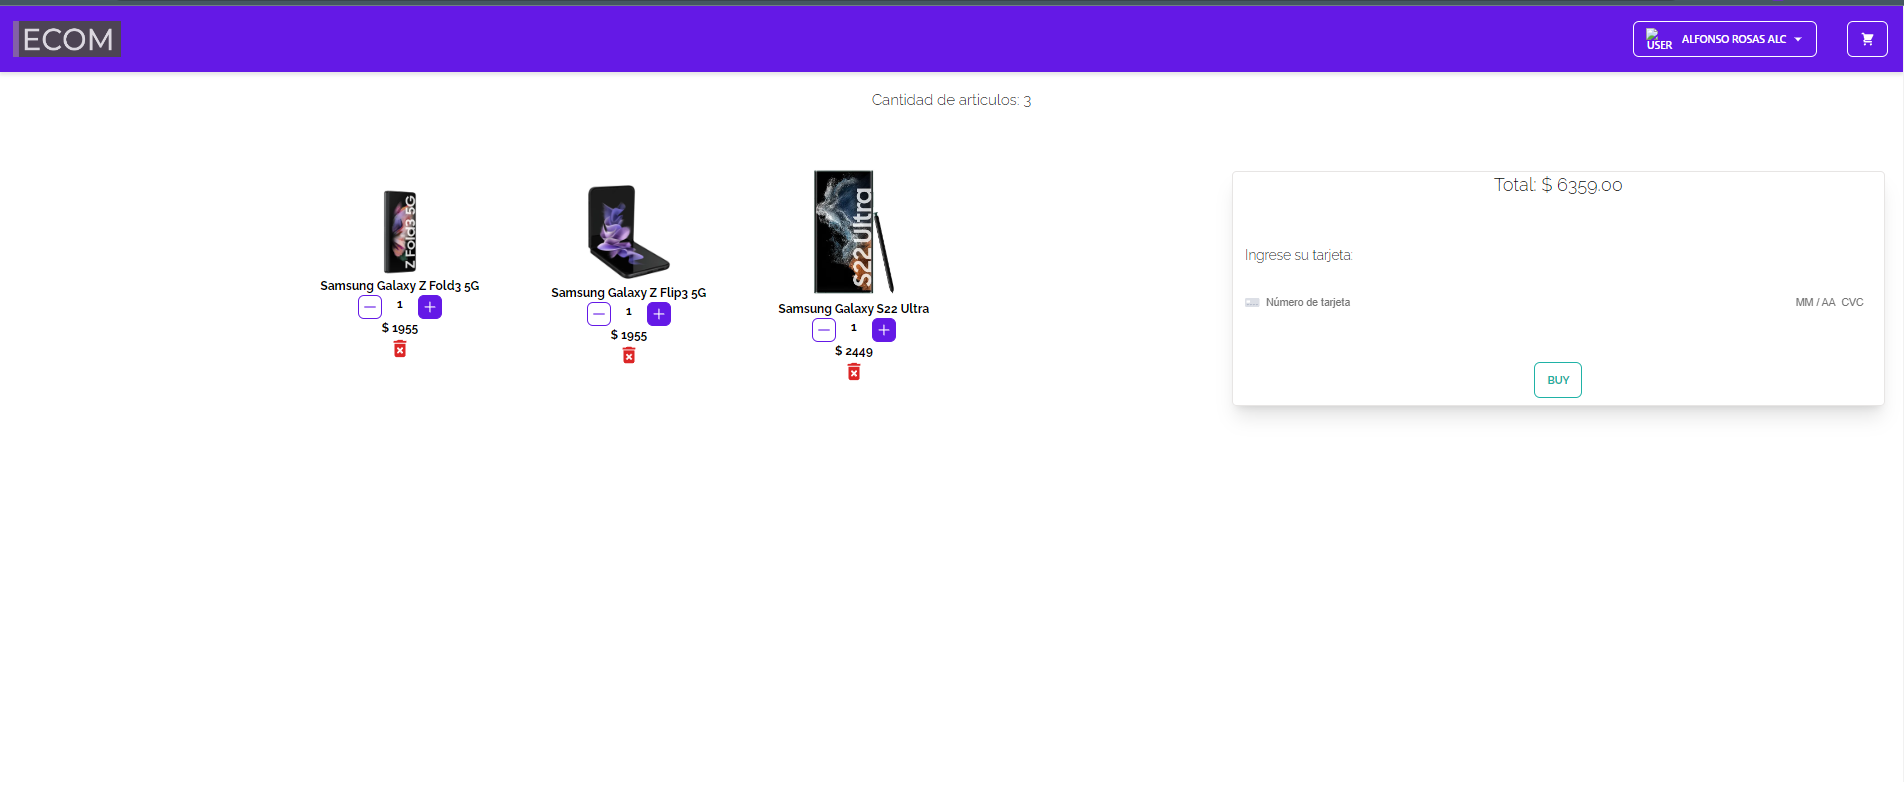 ECOM
USER
ALFONSO ROSAS ALC
Cantidad de articulos: 3
Z Fold3 5G
Samsung Galaxy Z Fold3 5G
1
$ 1955
Samsung Galaxy Z Flip3 5G
1
$ 1955
S22 Ultra
Samsung Galaxy S22 Ultra
1
$ 2449
Total: $ 6359.00
Ingrese su tarjeta:
Número de tarjeta MM / AA CVC
BUY